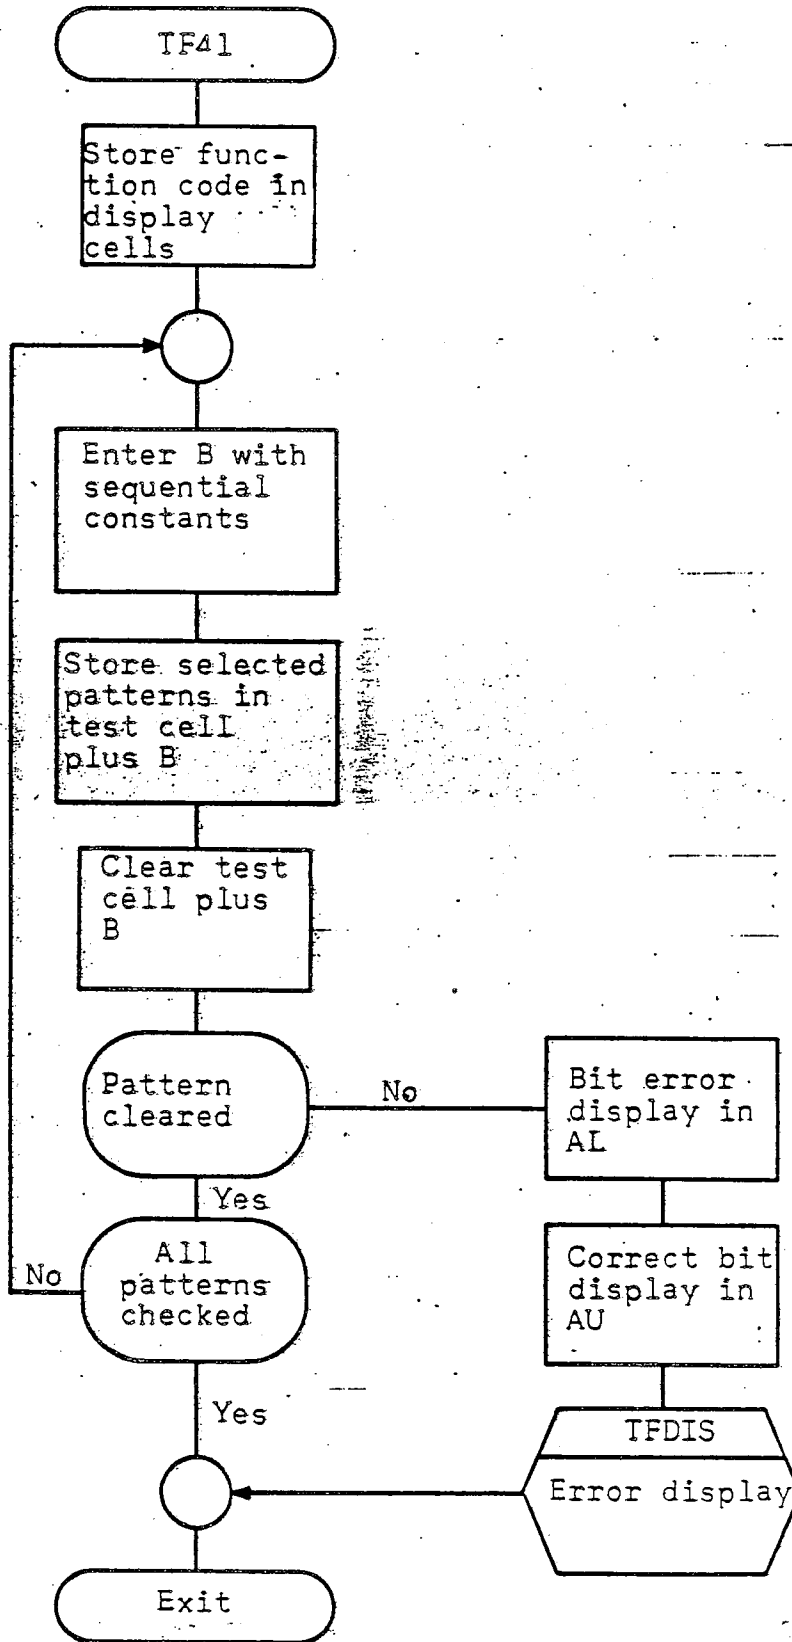 TF41
Store func-
tion code in
display
cells
Enter B with
sequential
constants
Store selected
patterns in
test cell
plus B
Clear test
cell plus
B
Pattern
cleared
No
Bit error
display in
AL
Yes
All
patterns
checked
No
Correct bit
display in
AU
Yes
TFDIS
Error display
Exit